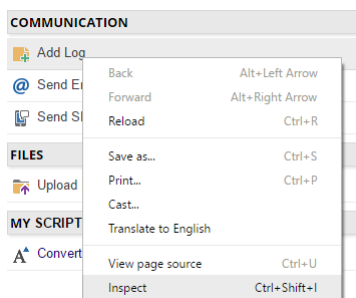 COMMUNICATION
Add Log
Send
Send
FILES
Upload
MY SCRIPT
Convert
Back Alt+Left Arrow
Forward Alt+Right Arrow
Reload Ctrl+R
Save as... Ctrl+S
Print... Ctrl+P
Cast...
Translate to English
View page source Ctrl+U
Inspect Ctrl+Shift+I